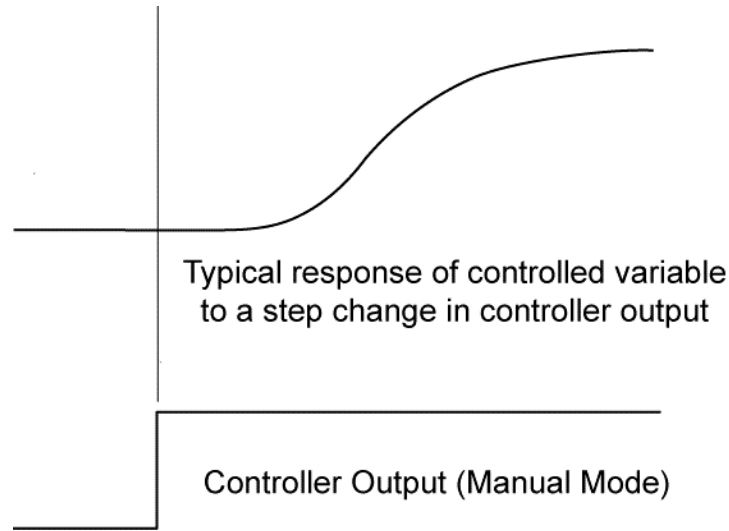 Typical response of controlled variable
to a step change in controller output
Controller Output (Manual Mode)